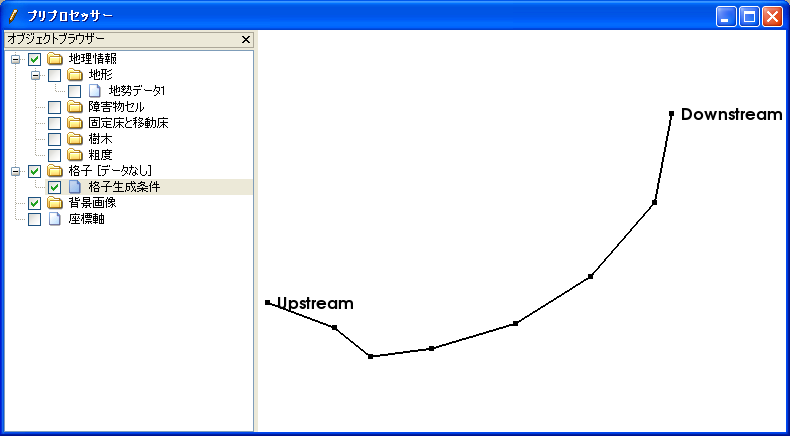 プリプロセッサー
オブジェクトブラウザー
地理情報
地形
地勢データ1
障害物セル
固定床と移動床
樹木
粗度
格子 [データなし]
格子生成条件
背景画像
座標軸
Downstream
Upstream